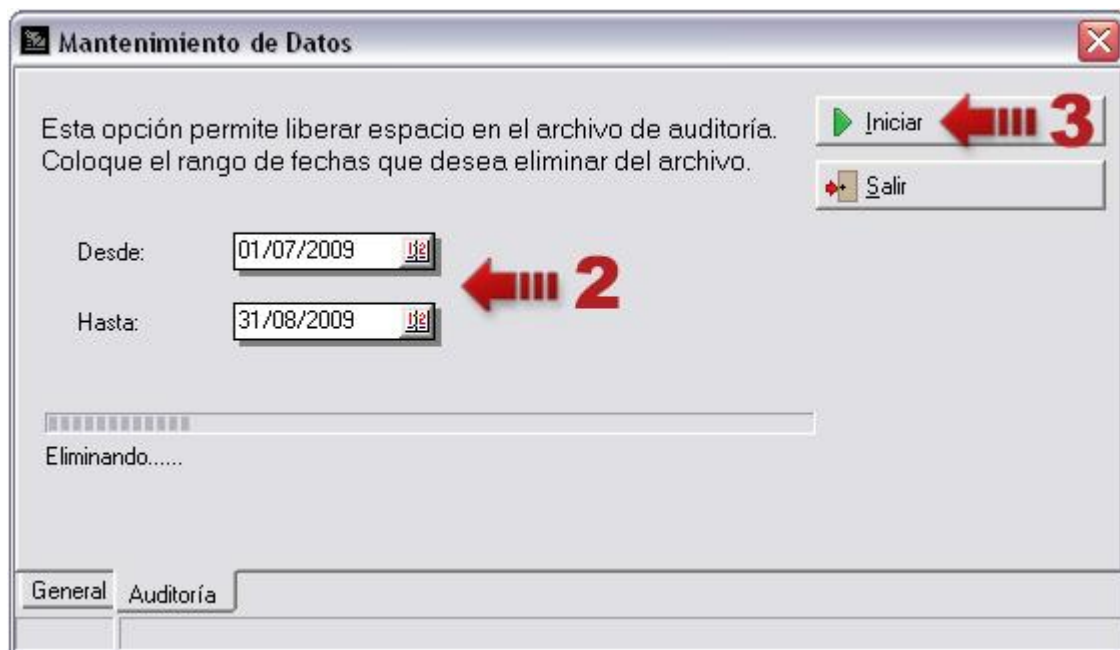 Mantenimiento de Datos
Esta opción permite liberar espacio en el archivo de auditoría.
Coloque el rango de fechas que desea eliminar del archivo.
Iniciar 3
Salir
Desde: 01/07/2009
2
Hasta: 31/08/2009
Eliminando......
General Auditoría